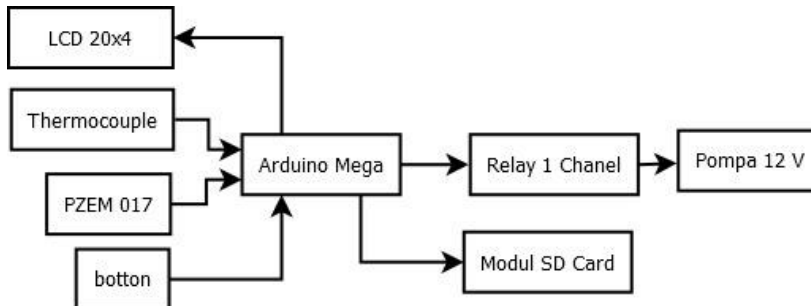 LCD 20x4
Thermocouple
Arduino Mega
Relay 1 Chanel
Pompa 12 V
PZEM 017
botton
Modul SD Card